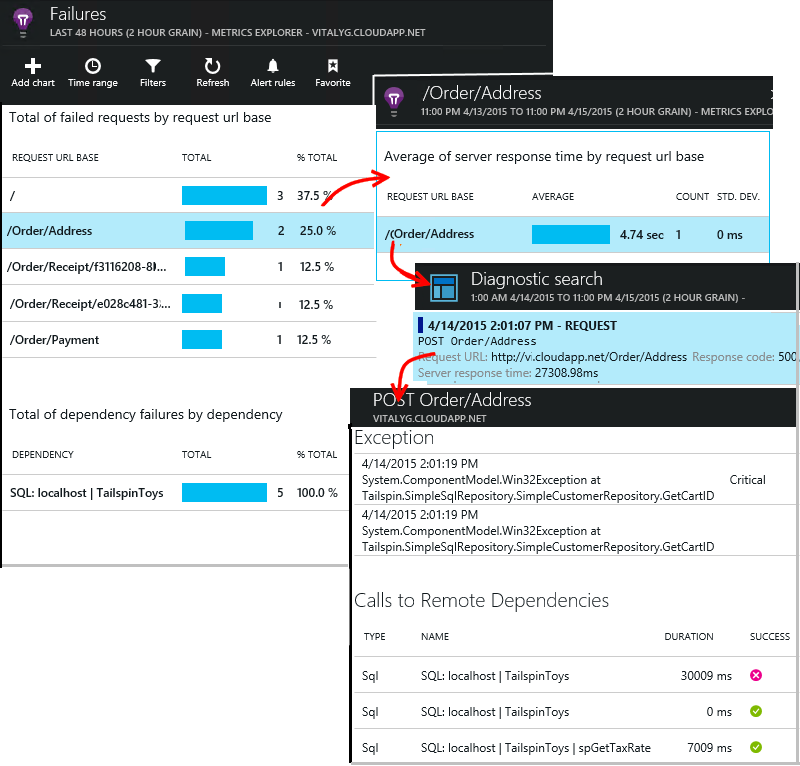 Failures
LAST 48 HOURS (2 HOUR GRAIN) - METRICS EXPLORER - VITALYG.CLOUDAPP.NET
Add chart Time range Filters Refresh Alert rules Favorite
Total of failed requests by request url base
REQUEST URL BASE TOTAL % TOTAL
/ 3 37.5 %
/Order/Address 2 25.0 %
/Order/Receipt/f3116208-8... 1 12.5 %
/Order/Receipt/e028c481-3... 1 12.5 %
/Order/Payment 1 12.5 %
Total of dependency failures by dependency
DEPENDENCY TOTAL % TOTAL
SQL: localhost | TailspinToys 5 100.0 %
/Order/Address
11:00 PM 4/13/2015 TO 11:00 PM 4/15/2015 (2 HOUR GRAIN) - METRICS EXPLO
Average of server response time by request url base
REQUEST URL BASE AVERAGE COUNT STD. DEV.
/Order/Address 4.74 sec 1 0 ms
Diagnostic search
1:00 AM 4/14/2015 TO 11:00 PM 4/15/2015 (2 HOUR GRAIN) -
4/14/2015 2:01:07 PM - REQUEST
POST Order/Address
Request URL: http://v.cloudapp.net/Order/Address Response code: 500
Server response time: 27308.98ms
POST Order/Address
VITALYG.CLOUDAPP.NET
Exception
4/14/2015 2:01:19 PM
System.ComponentModel.Win32Exception at Critical
Tailspin.SimpleSqlRepository.SimpleCustomerRepository.GetCartID
4/14/2015 2:01:19 PM
System.ComponentModel.Win32Exception at
Tailspin.SimpleSqlRepository.SimpleCustomerRepository.GetCartID
Calls to Remote Dependencies
TYPE NAME DURATION SUCCESS
Sql SQL: localhost | TailspinToys 30009 ms
Sql SQL: localhost | TailspinToys 0 ms
Sql SQL: localhost | TailspinToys | spGetTaxRate 7009 ms